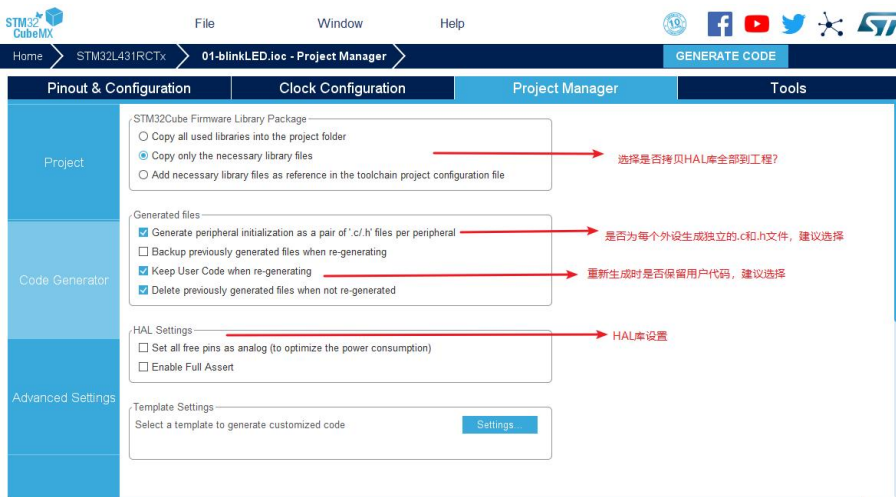 STM32
CubeMX
File
Window
Help
10
Home
STM32L431RCTx
01-blinkLED.ioc - Project Manager
GENERATE CODE
Pinout & Configuration
Clock Configuration
Project Manager
Tools
Project
Code Generator
Advanced Settings
STM32Cube Firmware Library Package
Copy all used libraries into the project folder
Copy only the necessary library files
Add necessary library files as reference in the toolchain project configuration file
选择是否拷贝HAL库全部到工程?
Generated files
Generate peripheral initialization as a pair of '.c/.h' files per peripheral
是否为每个外设生成独立的.c和.h文件，建议选择
Backup previously generated files when re-generating
Keep User Code when re-generating
重新生成时是否保留用户代码，建议选择
Delete previously generated files when not re-generated
HAL Settings
HAL库设置
Set all free pins as analog (to optimize the power consumption)
Enable Full Assert
Template Settings
Select a template to generate customized code
Settings...